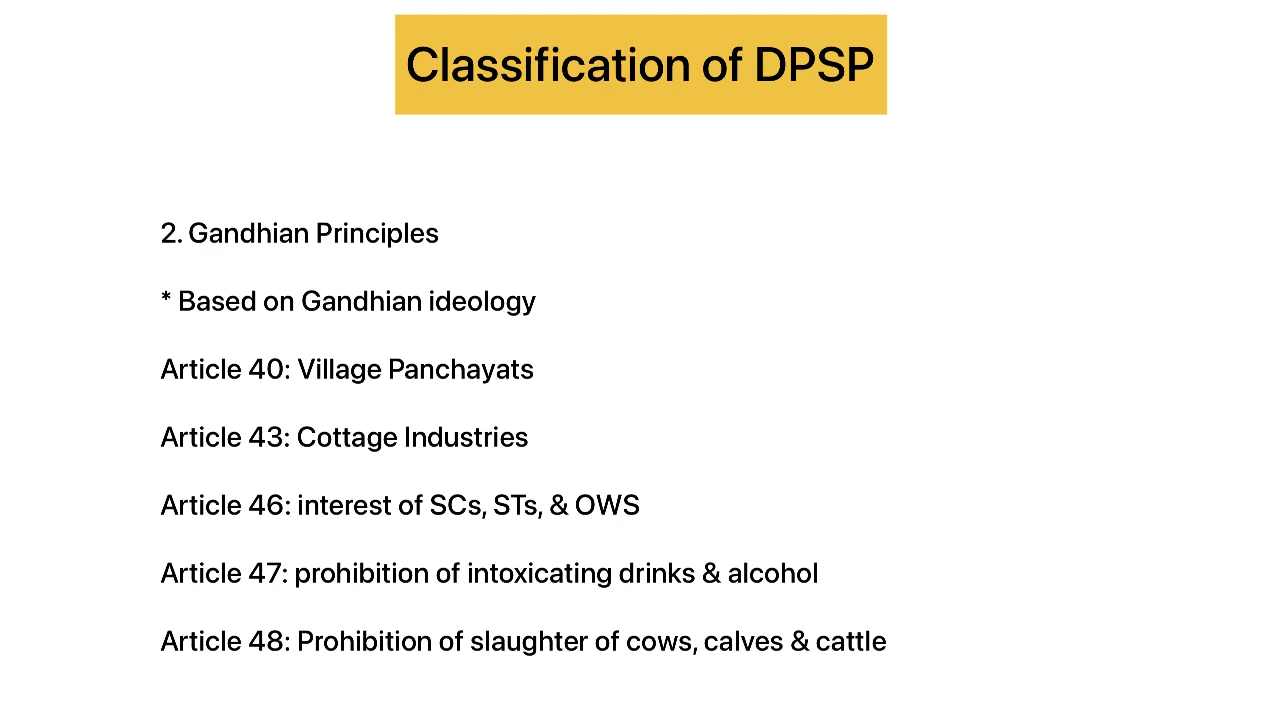 Classification of DPSP
2. Gandhian Principles
* Based on Gandhian ideology
Article 40: Village Panchayats
Article 43: Cottage Industries
Article 46: interest of SCs, STs, & OWS
Article 47: prohibition of intoxicating drinks & alcohol
Article 48: Prohibition of slaughter of cows, calves & cattle